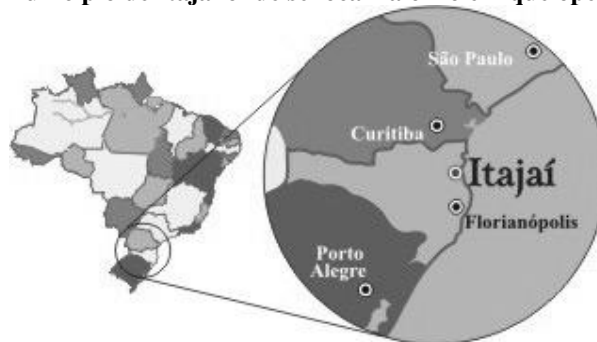 São Paulo
Curitiba
Itajaí
Florianópolis
Porto
Alegre